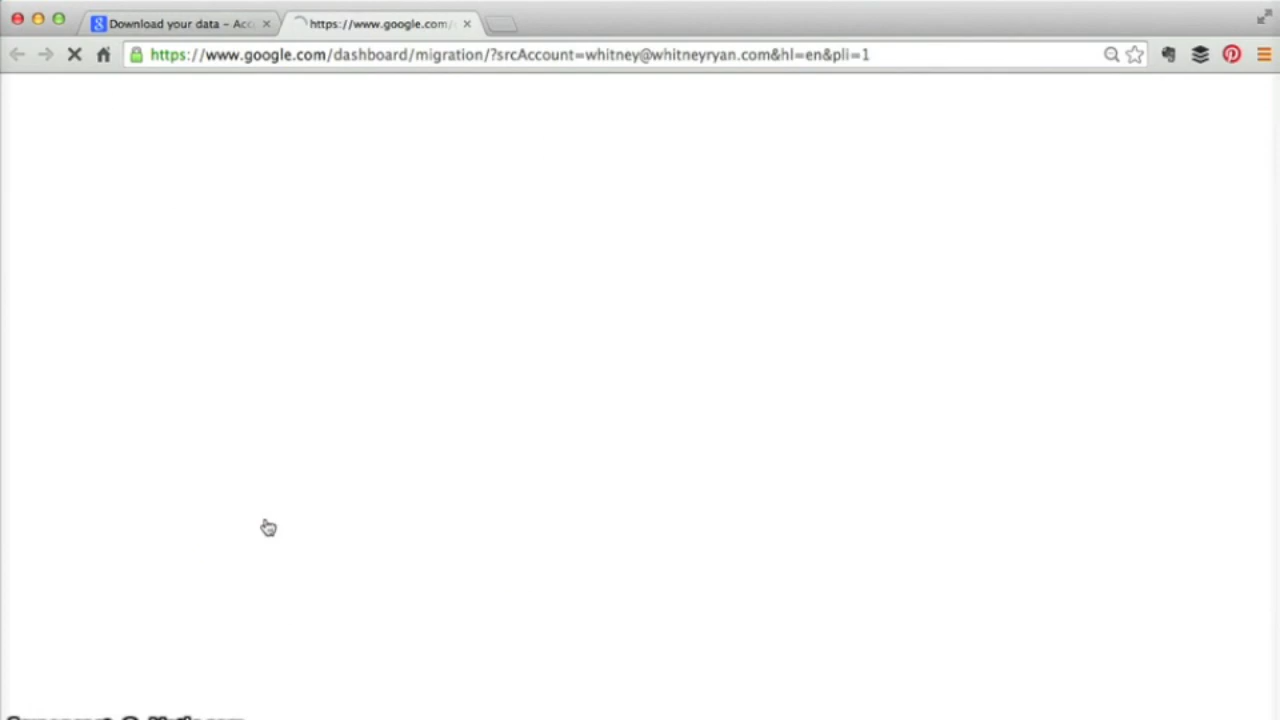 Download your data – Acc
https://www.google.com/
https://www.google.com/dashboard/migration/?srcAccount=whitney@whitneyryan.com&hl=en&pli=1